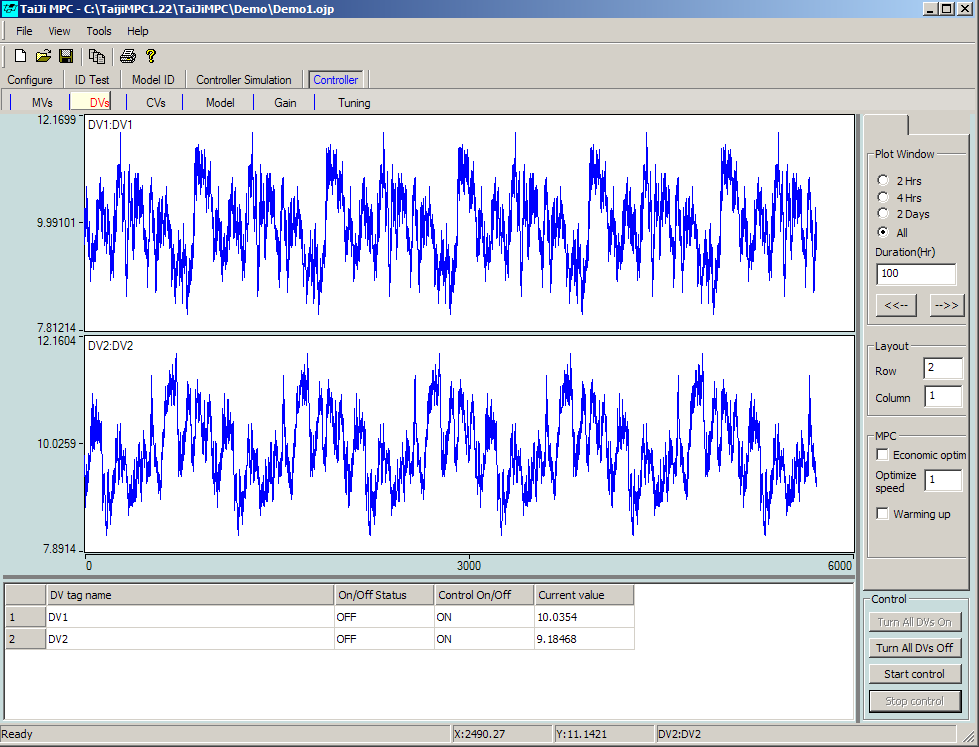 TaiJi MPC - C:\TaijiMPC1.22\TaiJiMPC\Demo\Demo1.ojp
File View Tools Help
Configure ID Test Model ID Controller Simulation Controller
MVs DVs CVs Model Gain Tuning
12.1699
DV1:DV1
9.99101
7.81214
12.1604
DV2:DV2
10.0259
7.8914
0 3000 6000
Plot Window
2 Hrs
4 Hrs
2 Days
All
Duration(Hr)
100
<<-- -->>
Layout
Row 2
Column 1
MPC
Economic optim
Optimize speed 1
Warming up
DV tag name On/Off Status Control On/Off Current value
1 DV1 OFF ON 10.0354
2 DV2 OFF ON 9.18468
Control
Turn All DVs On
Turn All DVs Off
Start control
Stop control
Ready X:2490.27 Y:11.1421 DV2:DV2